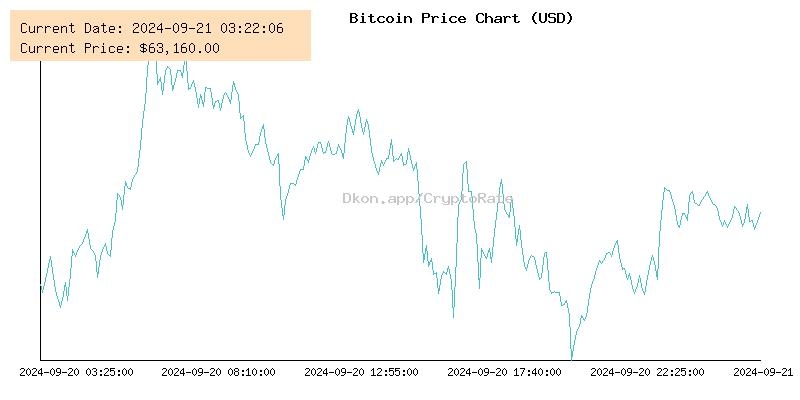 Bitcoin Price Chart (USD)
Current Date: 2024-09-21 03:22:06
Current Price: $63,160.00
Dkon.app/CryptoRate
2024-09-20 03:25:00
2024-09-20 08:10:00
2024-09-20 12:55:00
2024-09-20 17:40:00
2024-09-20 22:25:00
2024-09-21